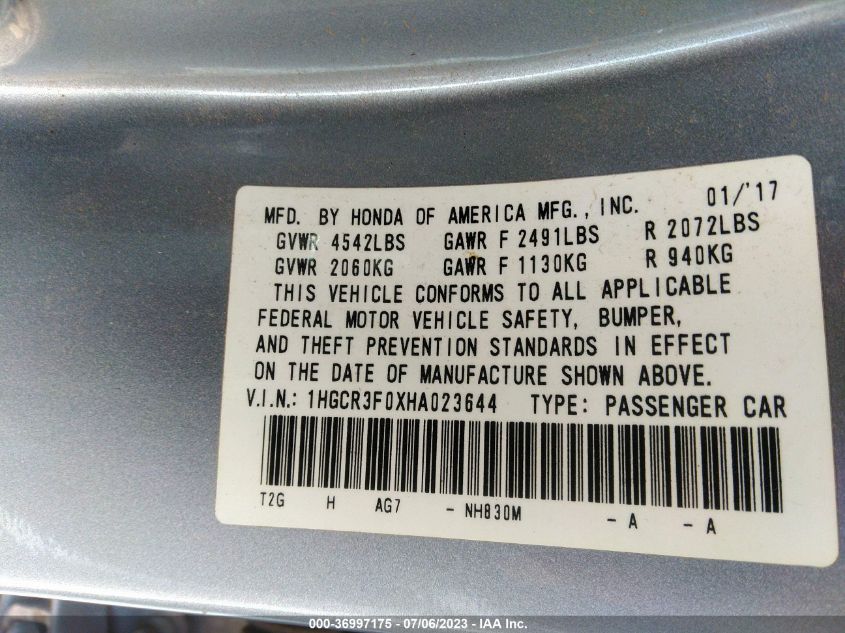 MFD. BY HONDA OF AMERICA MFG., INC. 01/'17
GVWR 4542LBS GAWR F 2491LBS R 2072LBS
GVWR 2060KG GAWR F 1130KG R 940KG
THIS VEHICLE CONFORMS TO ALL APPLICABLE
FEDERAL MOTOR VEHICLE SAFETY, BUMPER,
AND THEFT PREVENTION STANDARDS IN EFFECT
ON THE DATE OF MANUFACTURE SHOWN ABOVE.
V.I.N.: 1HGCR3F0XHA023644 TYPE: PASSENGER CAR
T2G H AG7 - NH830M - A - A
000-36997175 - 07/06/2023 - IAA Inc.